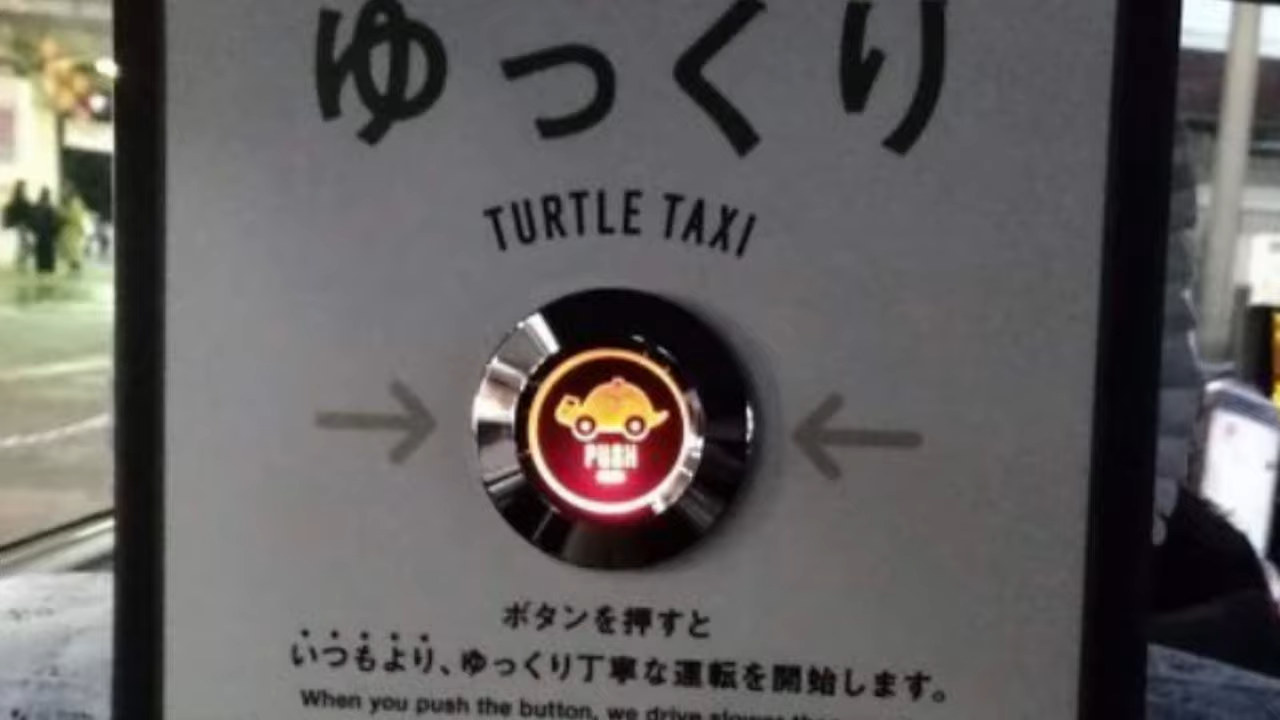 ゆっくり
TURTLE TAXI
PUSH
ボタンを押すと
いつもより、ゆっくり丁寧な運転を開始します。
When you push the button, we drive slower